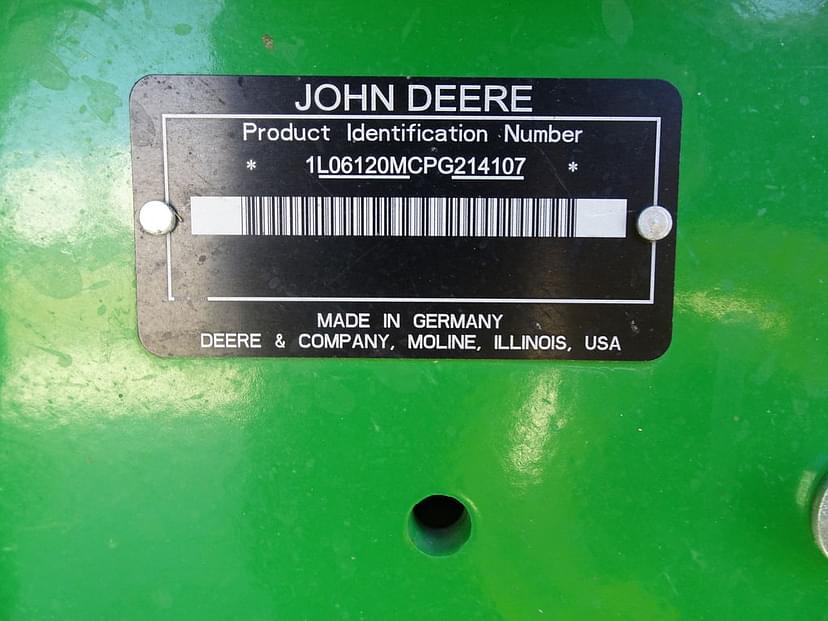 JOHN DEERE
Product Identification Number
* 1L06120MCPG214107 *
MADE IN GERMANY
DEERE & COMPANY, MOLINE, ILLINOIS, USA